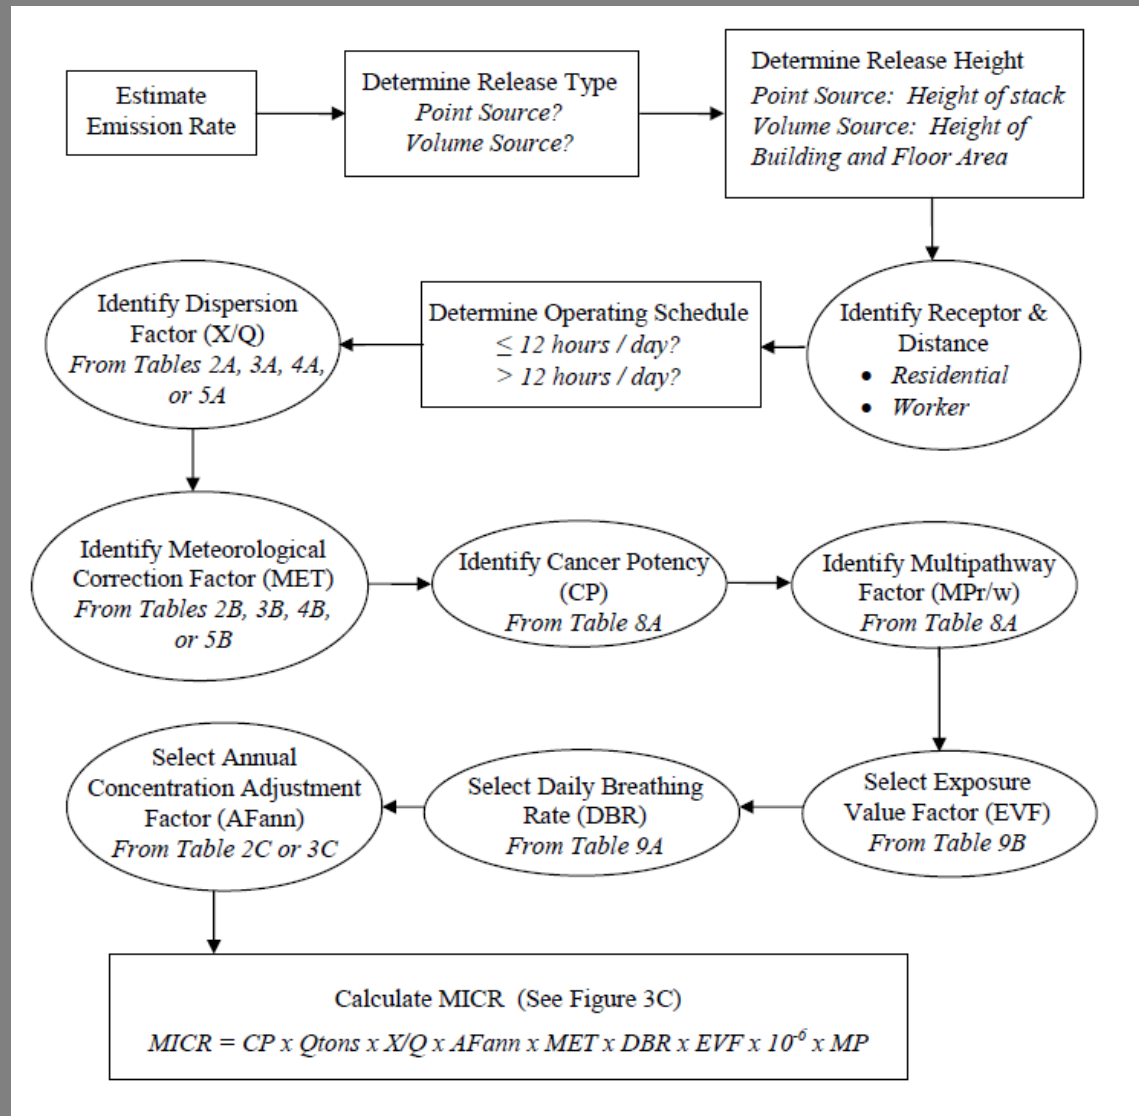 Estimate
Emission Rate
Determine Release Type
Point Source?
Volume Source?
Determine Release Height
Point Source: Height of stack
Volume Source: Height of
Building and Floor Area
Identify Receptor &
Distance
• Residential
• Worker
Determine Operating Schedule
≤ 12 hours / day?
> 12 hours / day?
Identify Dispersion
Factor (X/Q)
From Tables 2A, 3A, 4A,
or 5A
Identify Meteorological
Correction Factor (MET)
From Tables 2B, 3B, 4B,
or 5B
Identify Cancer Potency
(CP)
From Table 8A
Identify Multipathway
Factor (MPr/w)
From Table 8A
Select Exposure
Value Factor (EVF)
From Table 9B
Select Daily Breathing
Rate (DBR)
From Table 9A
Select Annual
Concentration Adjustment
Factor (AFann)
From Table 2C or 3C
Calculate MICR (See Figure 3C)
MICR = CP x Qtons x X/Q x AFann x MET x DBR x EVF x 10⁻⁶ x MP